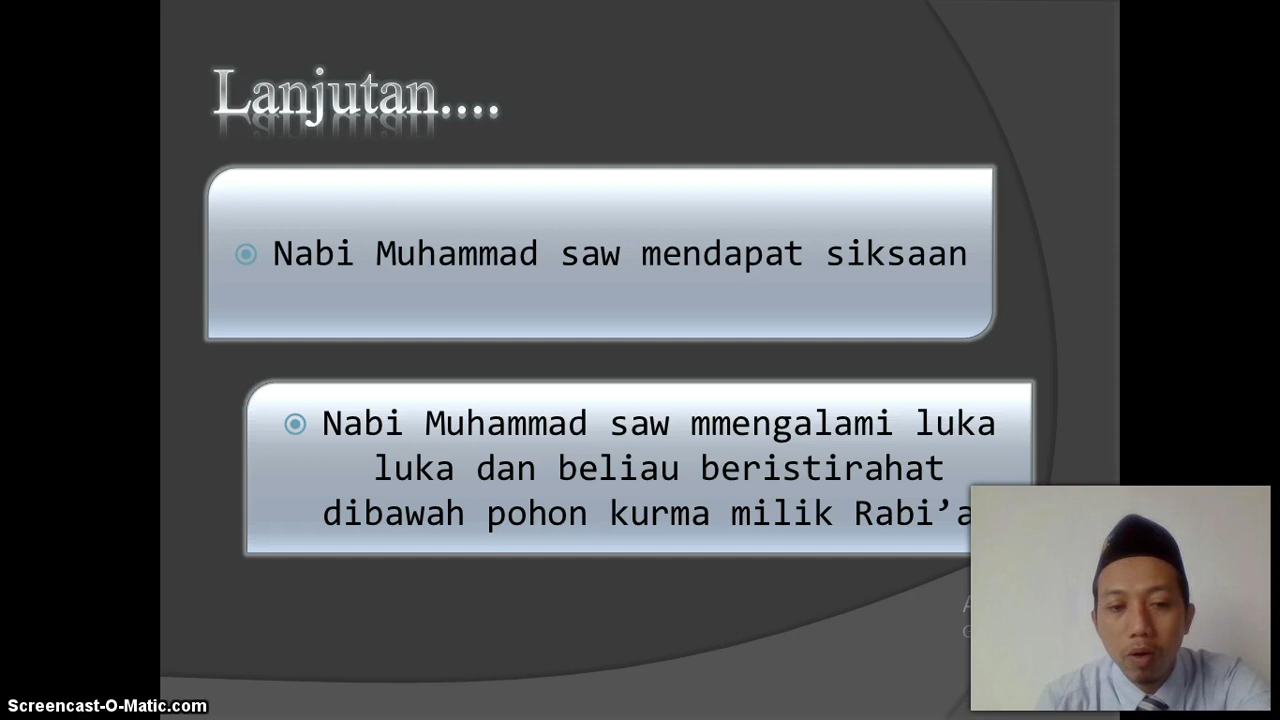 Lanjutan....
Nabi Muhammad saw mendapat siksaan
Nabi Muhammad saw mmengalami luka
luka dan beliau beristirahat
dibawah pohon kurma milik Rabi’a
Screencast-O-Matic.com